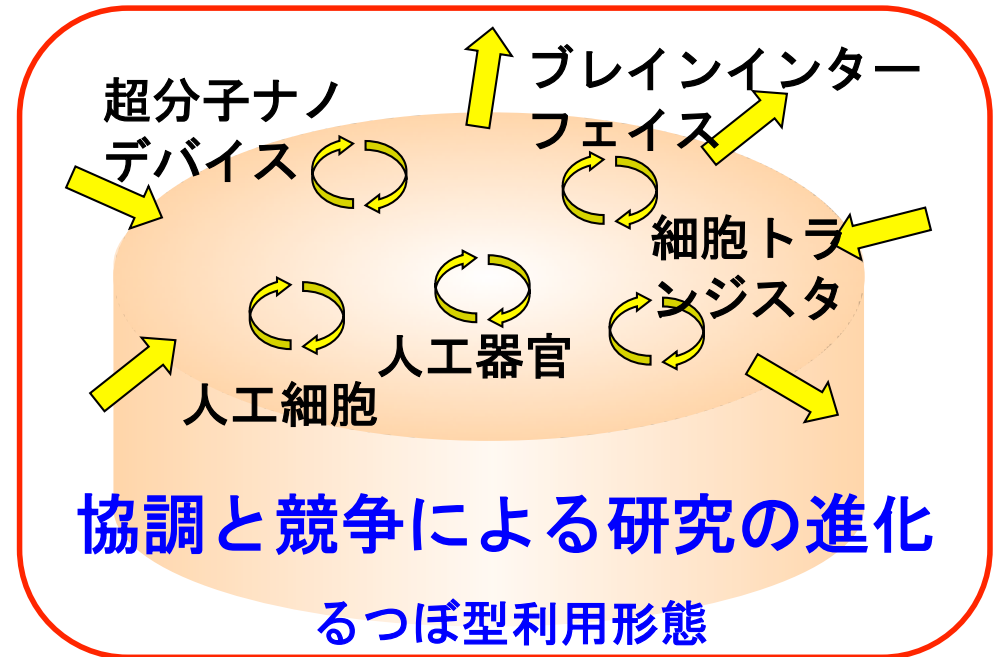 超分子ナノ
デバイス
ブレインインター
フェイス
細胞トラ
ンジスタ
人工器官
人工細胞
協調と競争による研究の進化
るつぼ型利用形態